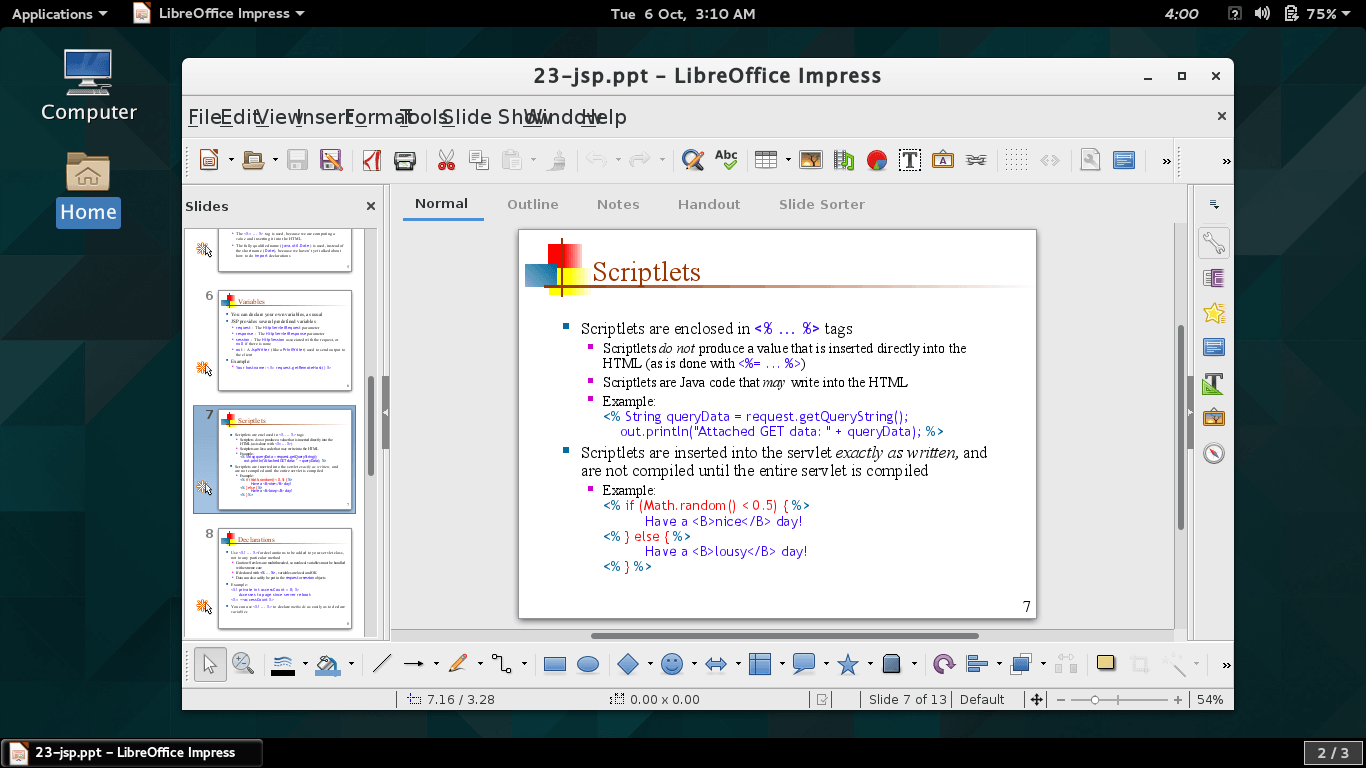 Applications
LibreOffice Impress
Tue 6 Oct, 3:10 AM
4:00
75%
Computer
Home
23-jsp.ppt – LibreOffice Impress
File Edit View Insert Format Tools Slide Show Window Help
Abc
Slides
Normal
Outline
Notes
Handout
Slide Sorter
6
Variables
7
Scriptlets
8
Declarations
Scriptlets
Scriptlets are enclosed in <% ... %> tags
Scriptlets do not produce a value that is inserted directly into the
HTML (as is done with <%= ... %>)
Scriptlets are Java code that may write into the HTML
Example:
<% String queryData = request.getQueryString();
out.println("Attached GET data: " + queryData); %>
Scriptlets are inserted into the servlet exactly as written, and
are not compiled until the entire servlet is compiled
Example:
<% if (Math.random() < 0.5) { %>
Have a <B>nice</B> day!
<% } else { %>
Have a <B>lousy</B> day!
<% } %>
7
7.16 / 3.28
0.00 x 0.00
Slide 7 of 13
Default
54%
23-jsp.ppt – LibreOffice Impress
2 / 3